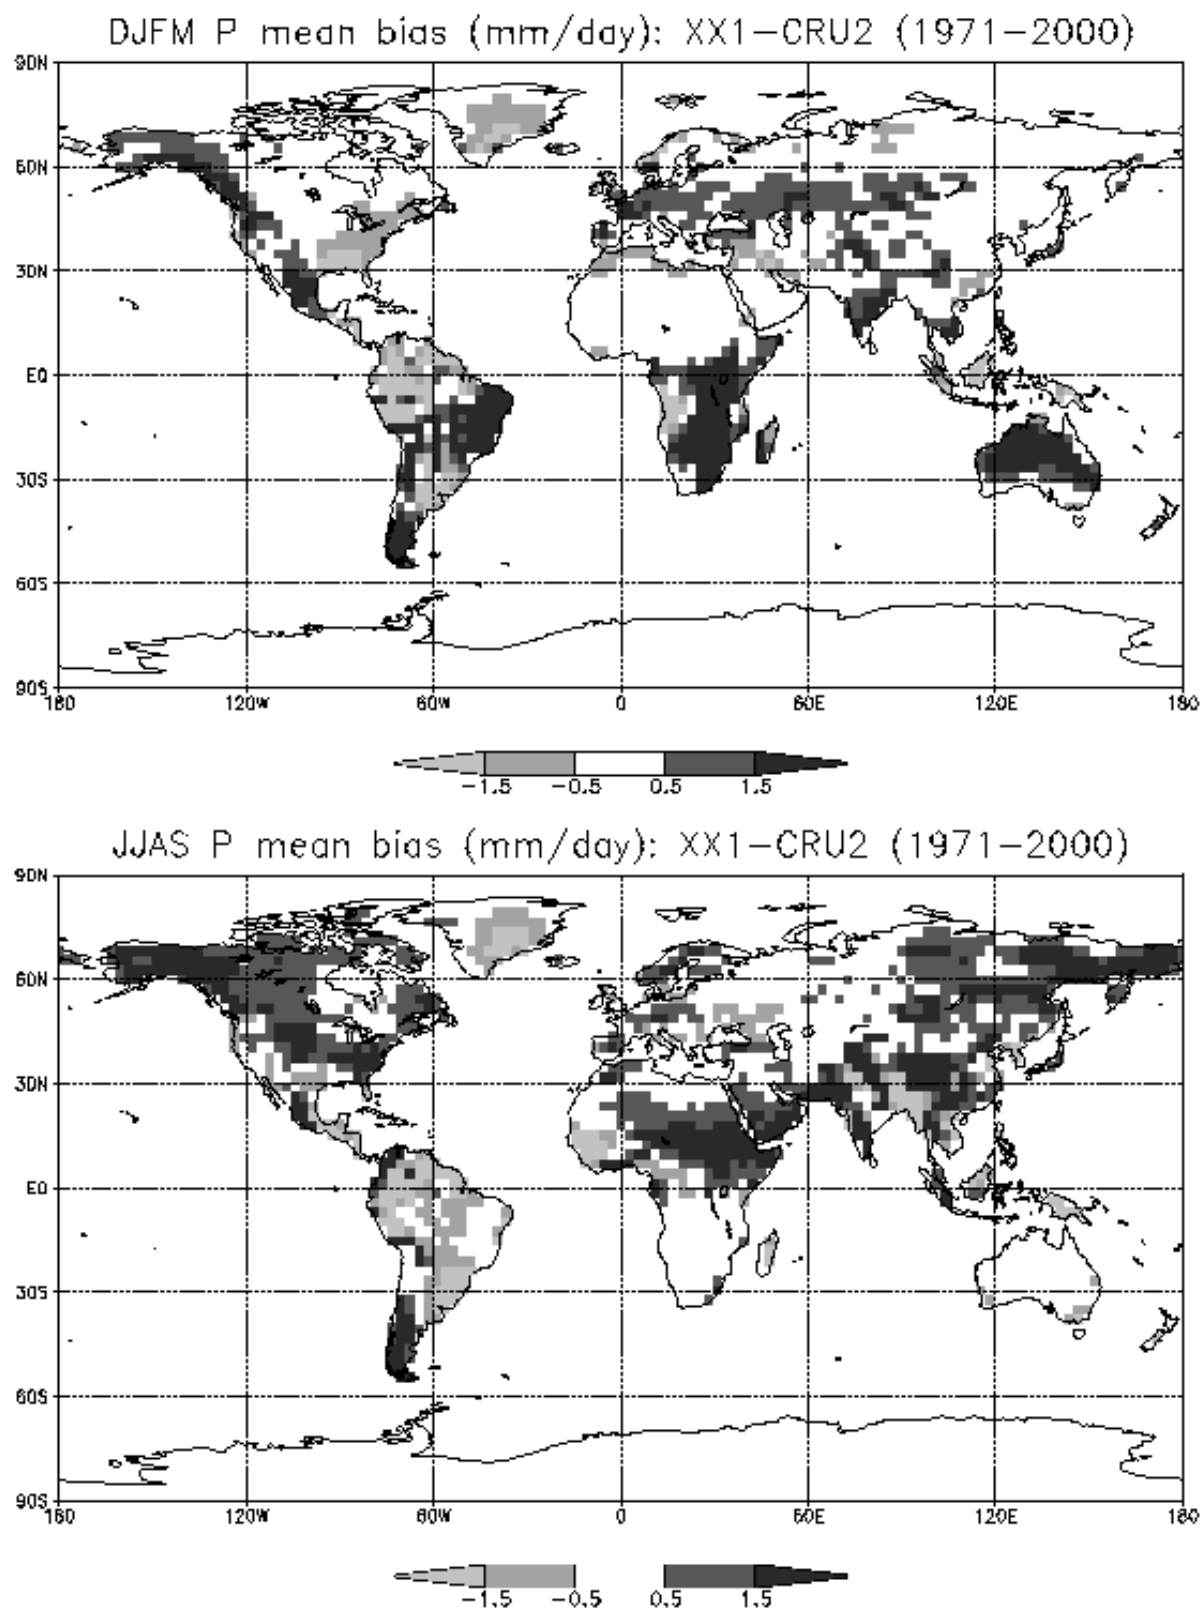 DJFM P mean bias (mm/day): XX1-CRU2 (1971-2000)
90N
60N
30N
EQ
30S
60S
90S
180 120W 60W 0 60E 120E 180
-1.5 -0.5 0.5 1.5
JJAS P mean bias (mm/day): XX1-CRU2 (1971-2000)
90N
60N
30N
EQ
30S
60S
90S
180 120W 60W 0 60E 120E 180
-1.5 -0.5 0.5 1.5